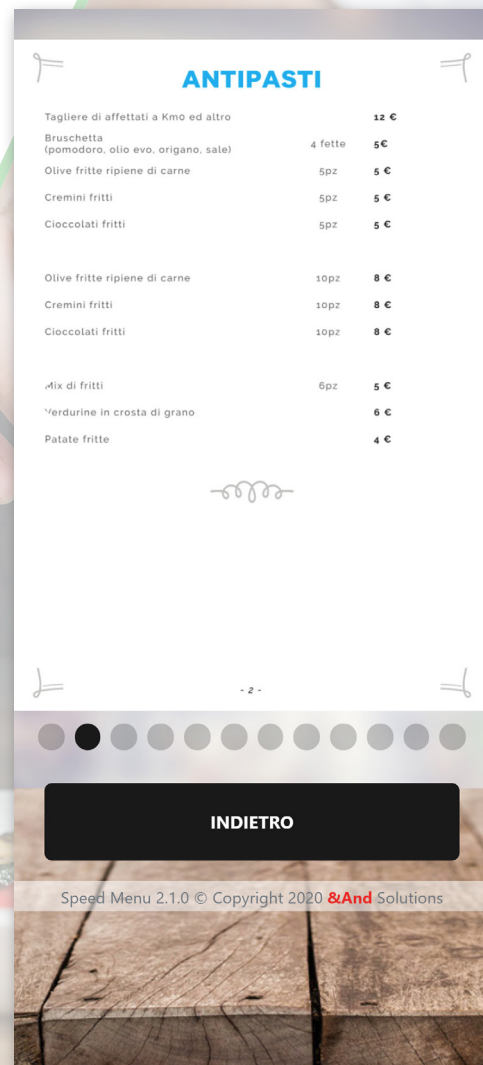 ANTIPASTI
Tagliere di affettati a Kmo ed altro 12 €
Bruschetta
(pomodoro, olio evo, origano, sale) 4 fette 5€
Olive fritte ripiene di carne 5pz 5 €
Cremini fritti 5pz 5 €
Cioccolati fritti 5pz 5 €
Olive fritte ripiene di carne 10pz 8 €
Cremini fritti 10pz 8 €
Cioccolati fritti 10pz 8 €
Mix di fritti 6pz 5 €
Verdurine in crosta di grano 6 €
Patate fritte 4 €
- 2 -
INDIETRO
Speed Menu 2.1.0 © Copyright 2020 &And Solutions